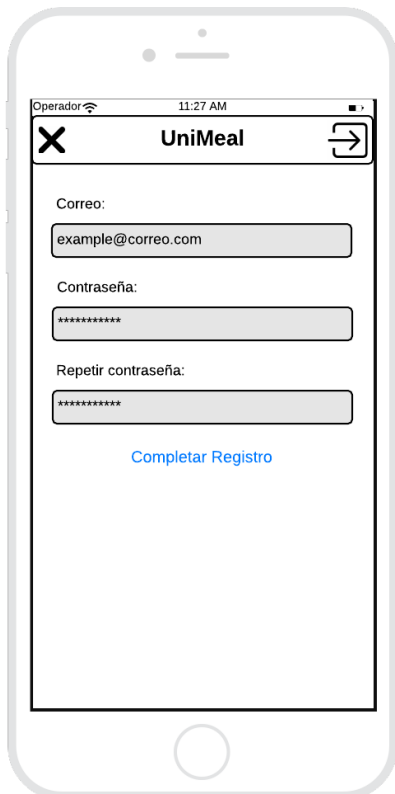 Operador 11:27 AM
UniMeal
Correo:
example@correo.com
Contraseña:
***********
Repetir contraseña:
***********
Completar Registro